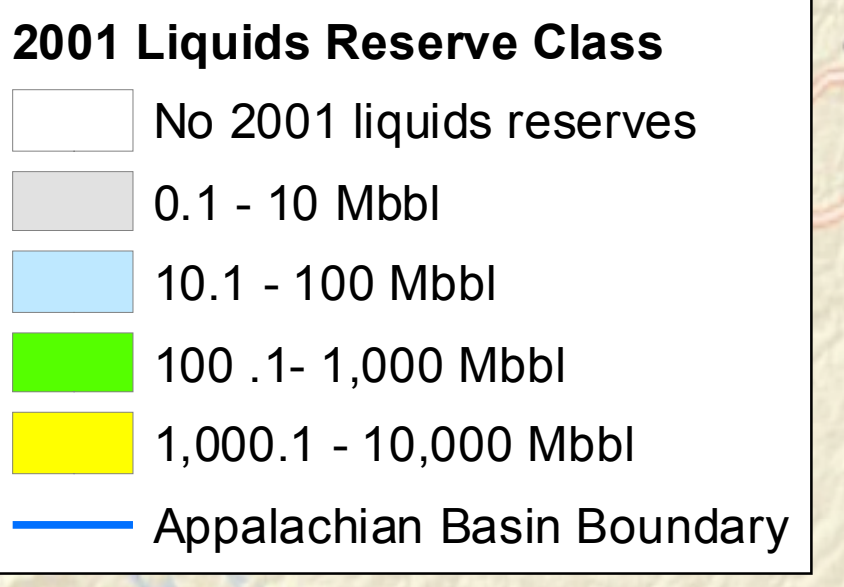 2001 Liquids Reserve Class
No 2001 liquids reserves
0.1 - 10 Mbbl
10.1 - 100 Mbbl
100 .1- 1,000 Mbbl
1,000.1 - 10,000 Mbbl
Appalachian Basin Boundary